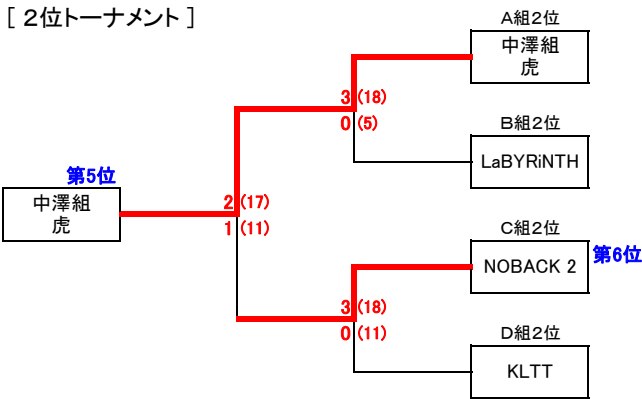 [ 2位トーナメント ]
A組2位
中澤組
虎
3 (18)
0 (5)
B組2位
LaBYRiNTH
第5位
中澤組
虎
2 (17)
1 (11)
C組2位
NOBACK 2
第6位
3 (18)
0 (11)
D組2位
KLTT